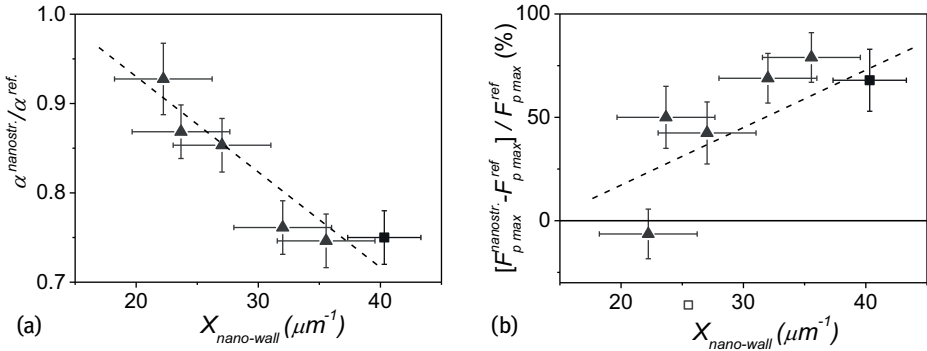 1.0
0.9
0.8
0.7
20 30 40
α^nanostr./α^ref.
X_nano-wall (μm⁻¹)
(a)
100
50
0
20 30 40
[F^nanostr._p max - F^ref_p max] / F^ref_p max (%)
X_nano-wall (μm⁻¹)
(b)